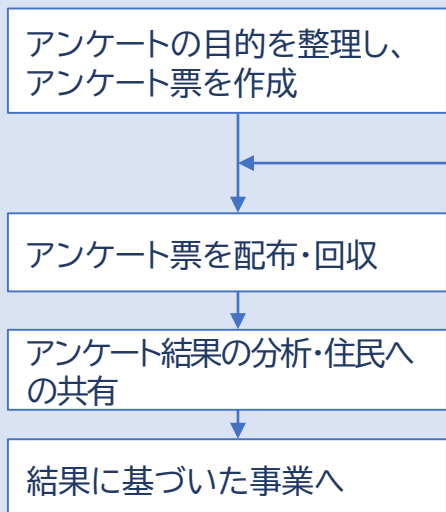 アンケートの目的を整理し、
アンケート票を作成
アンケート票を配布・回収
アンケート結果の分析・住民へ
の共有
結果に基づいた事業へ